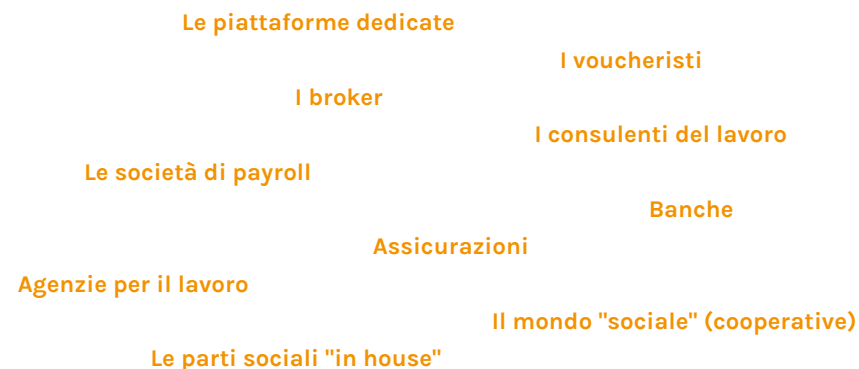 Le piattaforme dedicate
I voucheristi
I broker
I consulenti del lavoro
Le società di payroll
Banche
Assicurazioni
Agenzie per il lavoro
Il mondo "sociale" (cooperative)
Le parti sociali "in house"